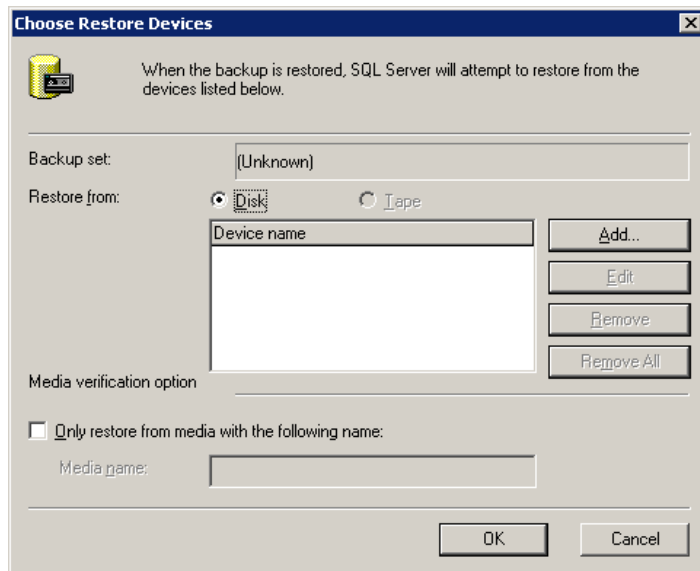 Choose Restore Devices
When the backup is restored, SQL Server will attempt to restore from the
devices listed below.
Backup set:
(Unknown)
Restore from:
Disk
Tape
Device name
Add...
Edit
Remove
Remove All
Media verification option
Only restore from media with the following name:
Media name:
OK
Cancel